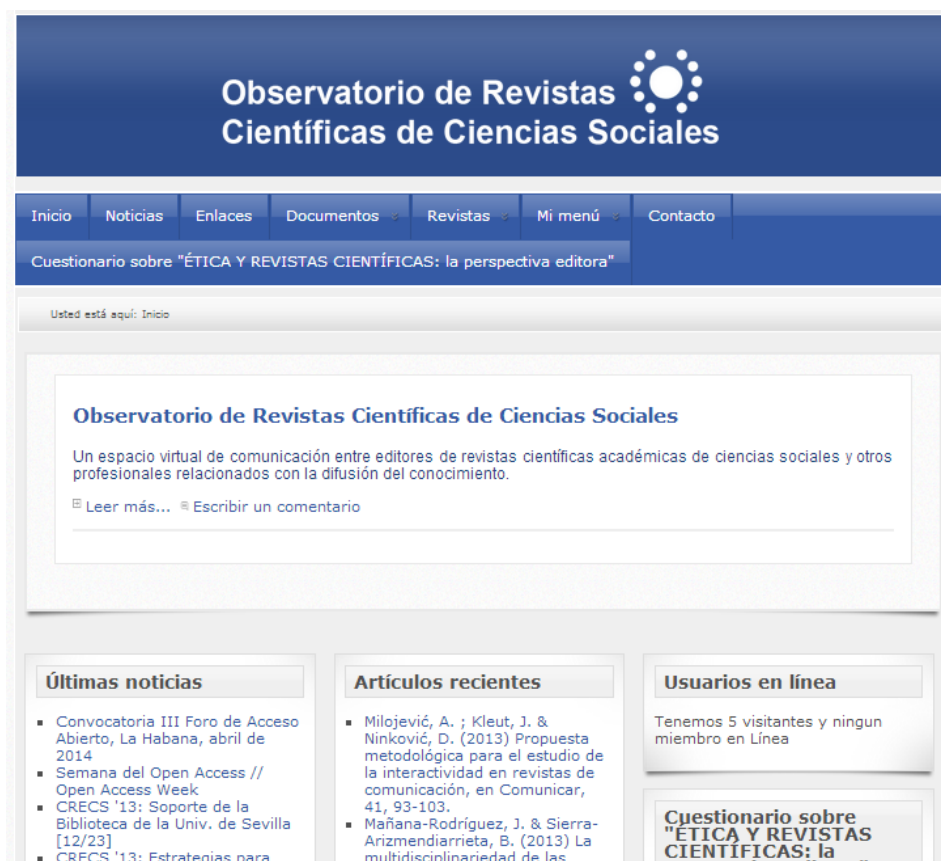 Observatorio de Revistas
Científicas de Ciencias Sociales
Inicio Noticias Enlaces Documentos Revistas Mi menú Contacto
Cuestionario sobre "ÉTICA Y REVISTAS CIENTÍFICAS: la perspectiva editora"
Usted está aquí: Inicio
Observatorio de Revistas Científicas de Ciencias Sociales
Un espacio virtual de comunicación entre editores de revistas científicas académicas de ciencias sociales y otros
profesionales relacionados con la difusión del conocimiento.
Leer más... Escribir un comentario
Últimas noticias
Convocatoria III Foro de Acceso
Abierto, La Habana, abril de
2014
Semana del Open Access //
Open Access Week
CRECS '13: Soporte de la
Biblioteca de la Univ. de Sevilla
[12/23]
CRECS '13: Estrategias para
Artículos recientes
Milojević, A. ; Kleut, J. &
Ninković, D. (2013) Propuesta
metodológica para el estudio de
la interactividad en revistas de
comunicación, en Comunicar,
41, 93-103.
Mañana-Rodríguez, J. & Sierra-
Arizmendiarrieta, B. (2013) La
multidisciplinariedad de las
Usuarios en línea
Tenemos 5 visitantes y ningun
miembro en Línea
Cuestionario sobre
"ÉTICA Y REVISTAS
CIENTÍFICAS: la